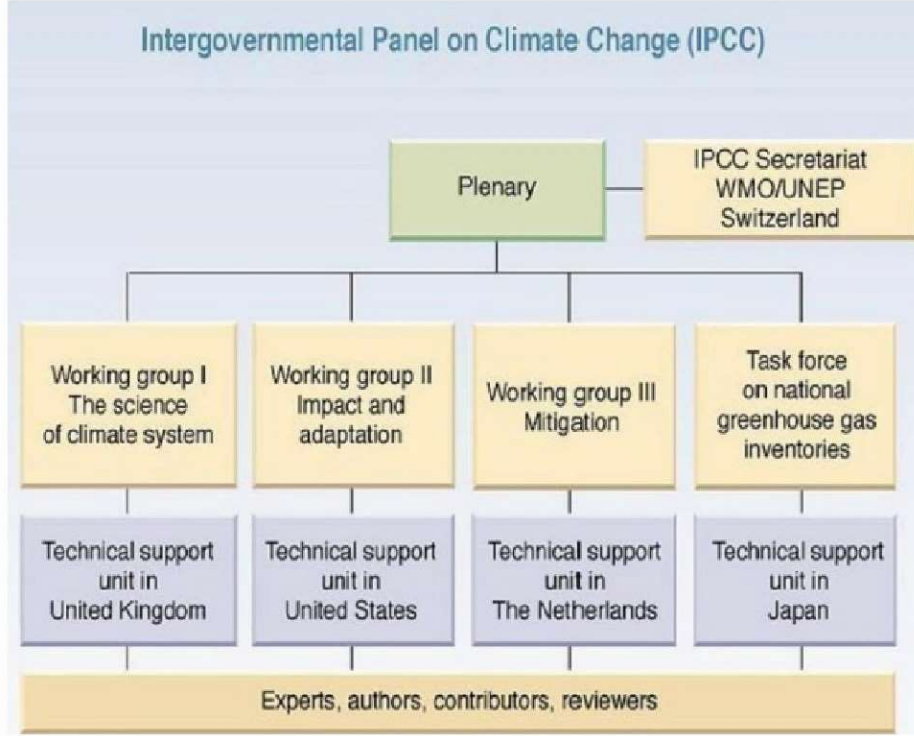 Intergovernmental Panel on Climate Change (IPCC)
Plenary
IPCC Secretariat
WMO/UNEP
Switzerland
Working group I
The science
of climate system
Working group II
Impact and
adaptation
Working group III
Mitigation
Task force
on national
greenhouse gas
inventories
Technical support
unit in
United Kingdom
Technical support
unit in
United States
Technical support
unit in
The Netherlands
Technical support
unit in
Japan
Experts, authors, contributors, reviewers